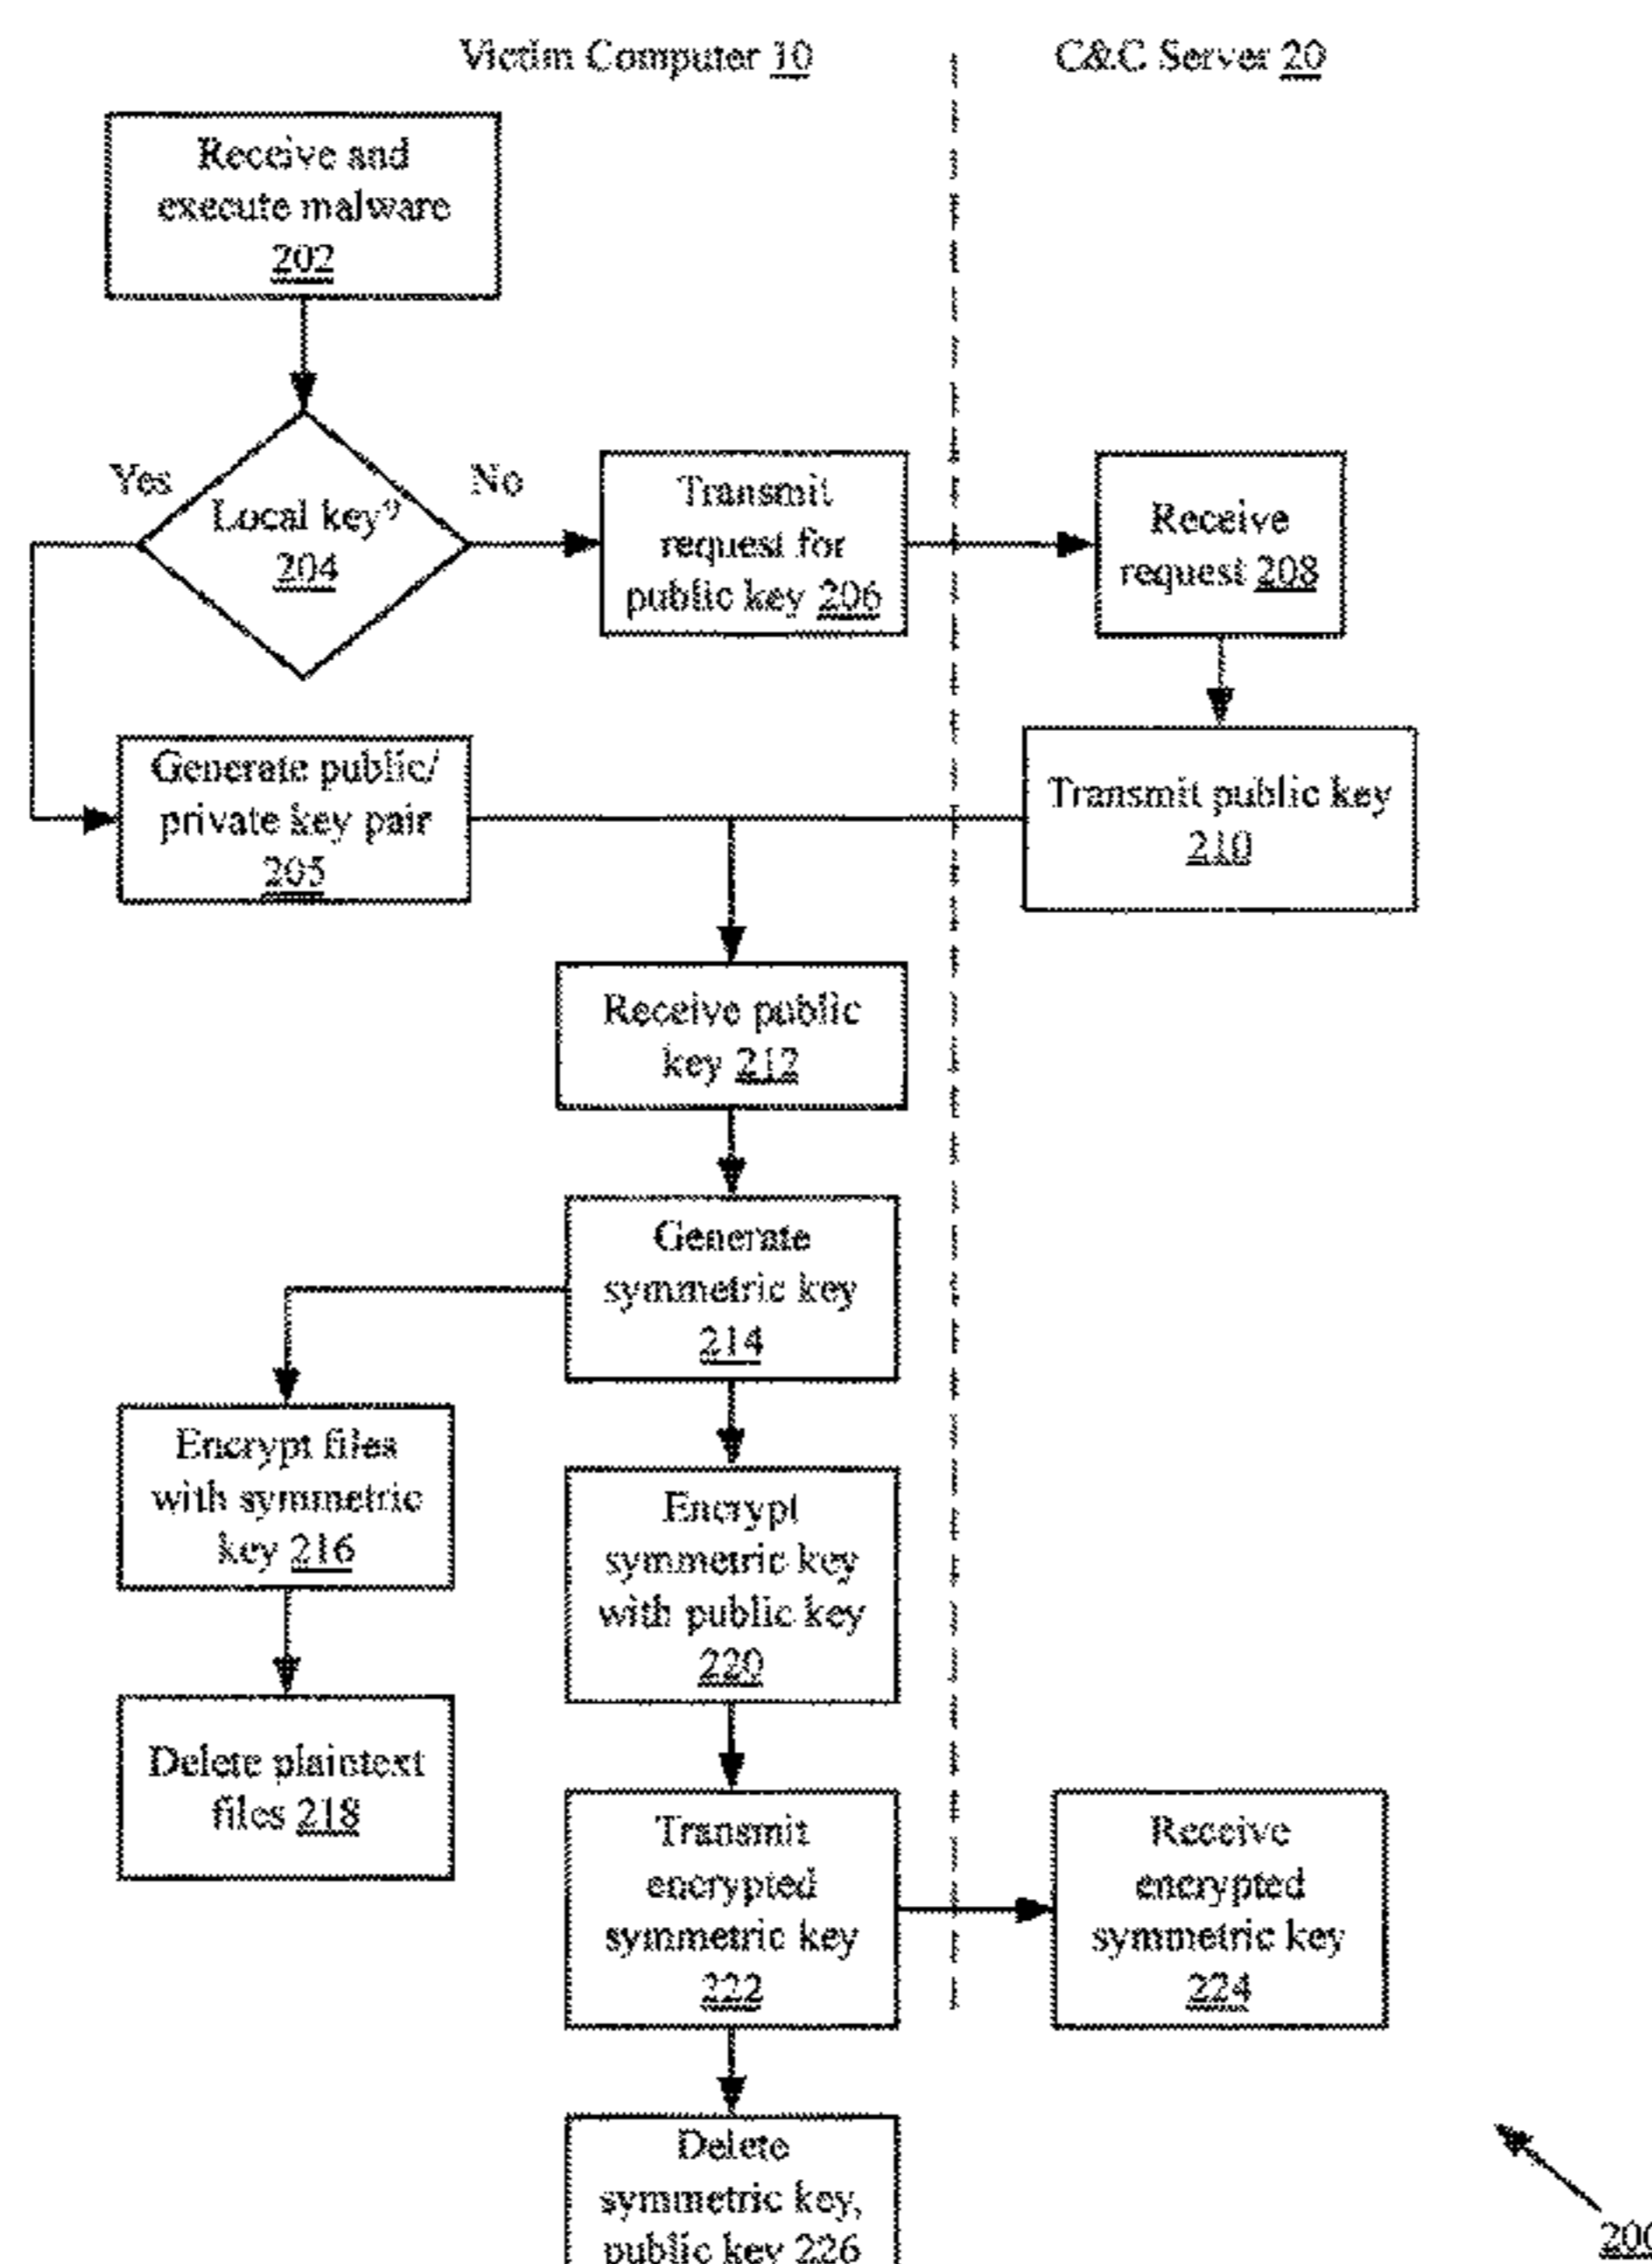 Victim Computer 10
C&C Server 20
Receive and
execute malware
202
Yes
Local key?
204
No
Transmit
request for
public key 206
Receive
request 208
Generate public/
private key pair
205
Transmit public key
210
Receive public
key 212
Generate
symmetric key
214
Encrypt files
with symmetric
key 216
Encrypt
symmetric key
with public key
220
Delete plaintext
files 218
Transmit
encrypted
symmetric key
222
Receive
encrypted
symmetric key
224
Delete
symmetric key,
public key 226
200